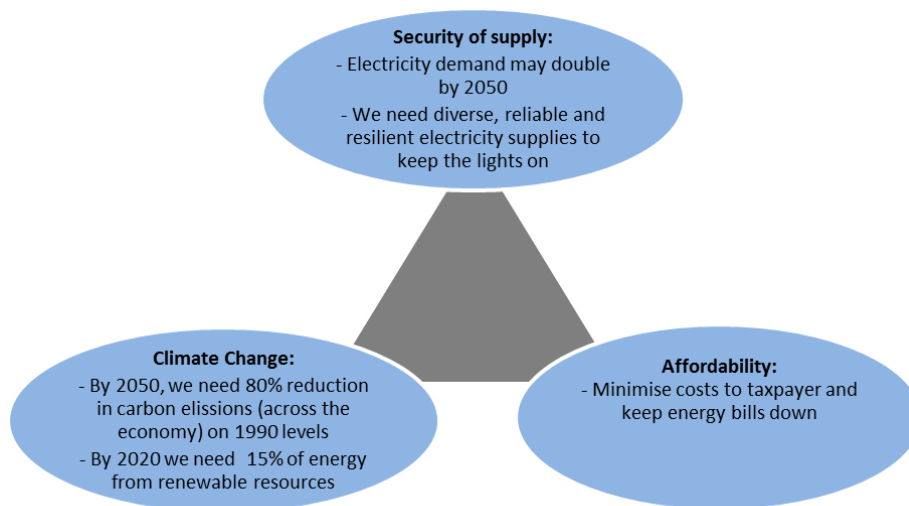 Security of supply:
- Electricity demand may double
by 2050
- We need diverse, reliable and
resilient electricity supplies to
keep the lights on
Climate Change:
- By 2050, we need 80% reduction
in carbon elissions (across the
economy) on 1990 levels
- By 2020 we need  15% of energy
from renewable resources
Affordability:
- Minimise costs to taxpayer and
keep energy bills down